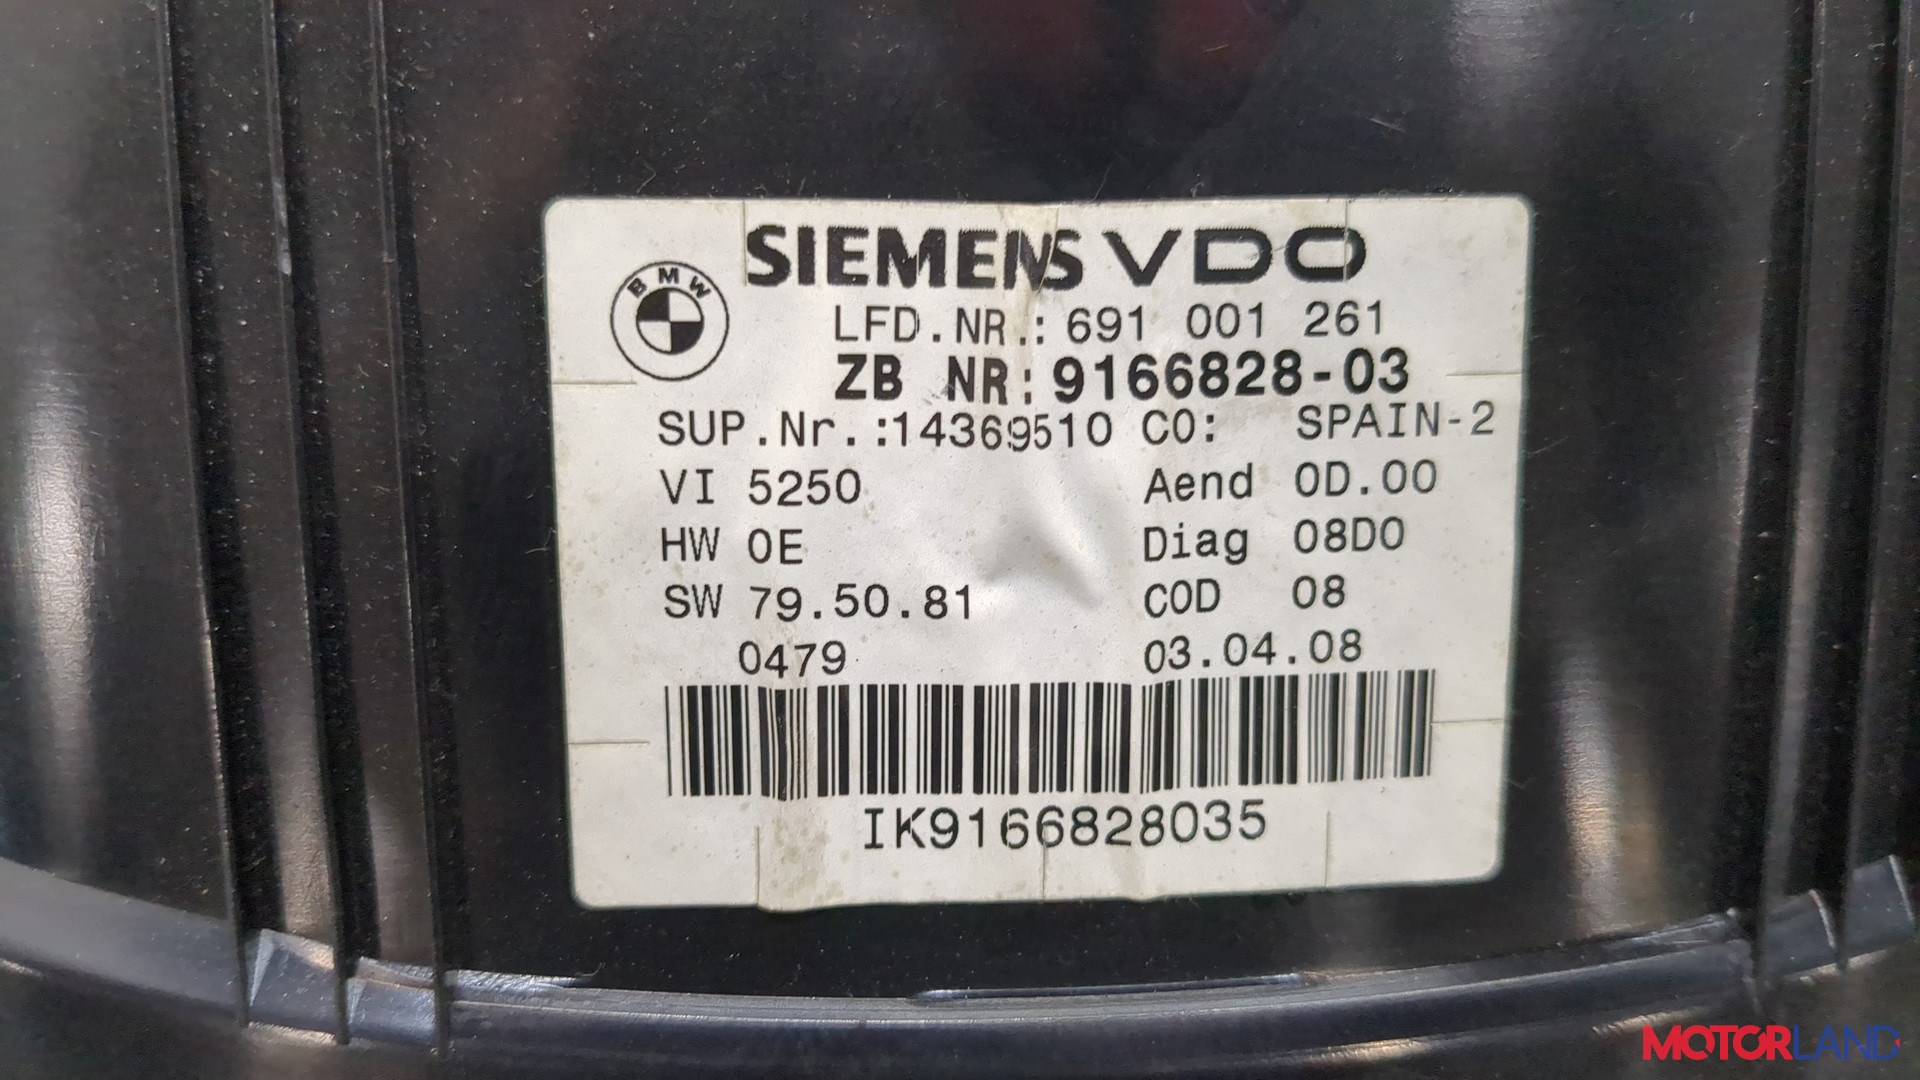 SIEMENS VDO
BMW
LFD.NR.: 691 001 261
ZB NR: 9166828-03
SUP.Nr.:14369510 CO: SPAIN-2
VI 5250 Aend 0D.00
HW 0E Diag 08D0
SW 79.50.81 COD 08
0479 03.04.08
IK9166828035
MOTORLAND